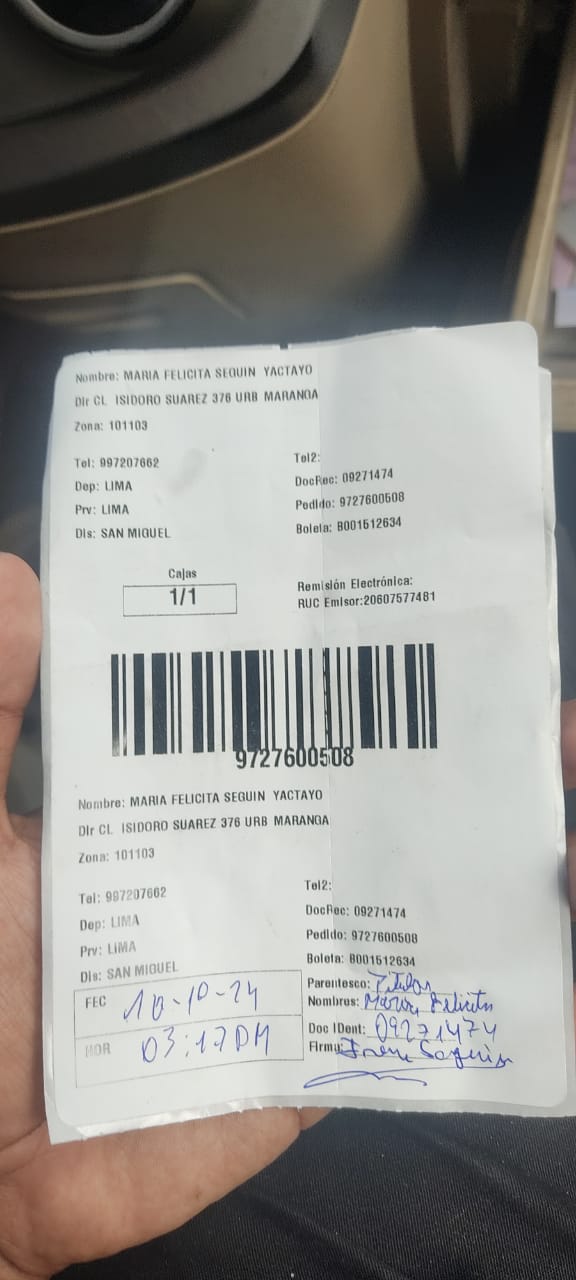 Nombre: MARIA FELICITA SEGUIN YACTAYO
Dir CL ISIDORO SUAREZ 376 URB MARANGA
Zona: 101103
Tel: 997207662
Tel2:
Dep: LIMA
DocRec: 09271474
Prv: LIMA
Pedido: 9727600508
Dis: SAN MIGUEL
Boleta: B001512634
Cajas
1/1
Remisión Electrónica:
RUC Emisor:20607577481
9727600508
Nombre: MARIA FELICITA SEGUIN YACTAYO
Dir CL ISIDORO SUAREZ 376 URB MARANGA
Zona: 101103
Tel: 997207662
Tel2:
Dep: LIMA
DocRec: 09271474
Prv: LIMA
Pedido: 9727600508
Dis: SAN MIGUEL
Boleta: B001512634
FEC 10-10-24
HOR 03:17PM
Parentesco: Titular
Nombres: Maria Felicita
Doc IDent: 09271474
Firma: